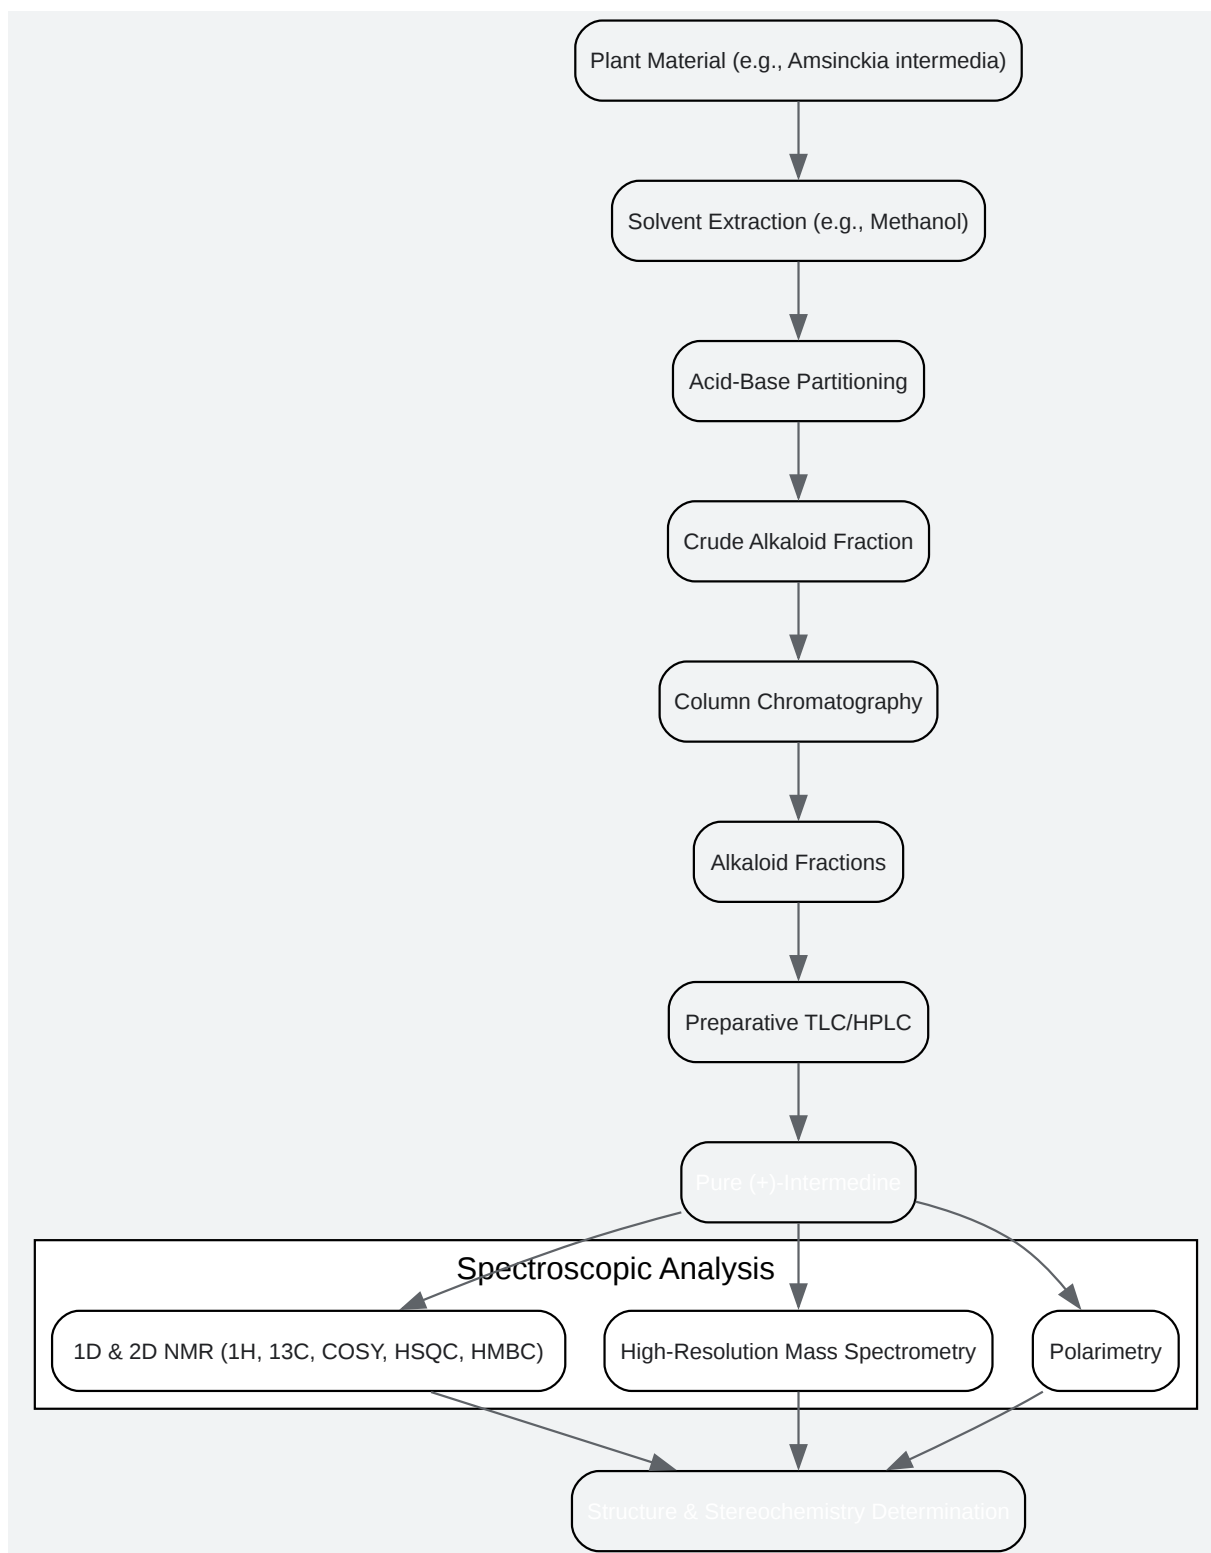 Plant Material (e.g., Amsinckia intermedia)
Solvent Extraction (e.g., Methanol)
Acid-Base Partitioning
Crude Alkaloid Fraction
Column Chromatography
Alkaloid Fractions
Preparative TLC/HPLC
Pure (+)-Intermedine
Spectroscopic Analysis
1D & 2D NMR (1H, 13C, COSY, HSQC, HMBC)
High-Resolution Mass Spectrometry
Polarimetry
Structure & Stereochemistry Determination